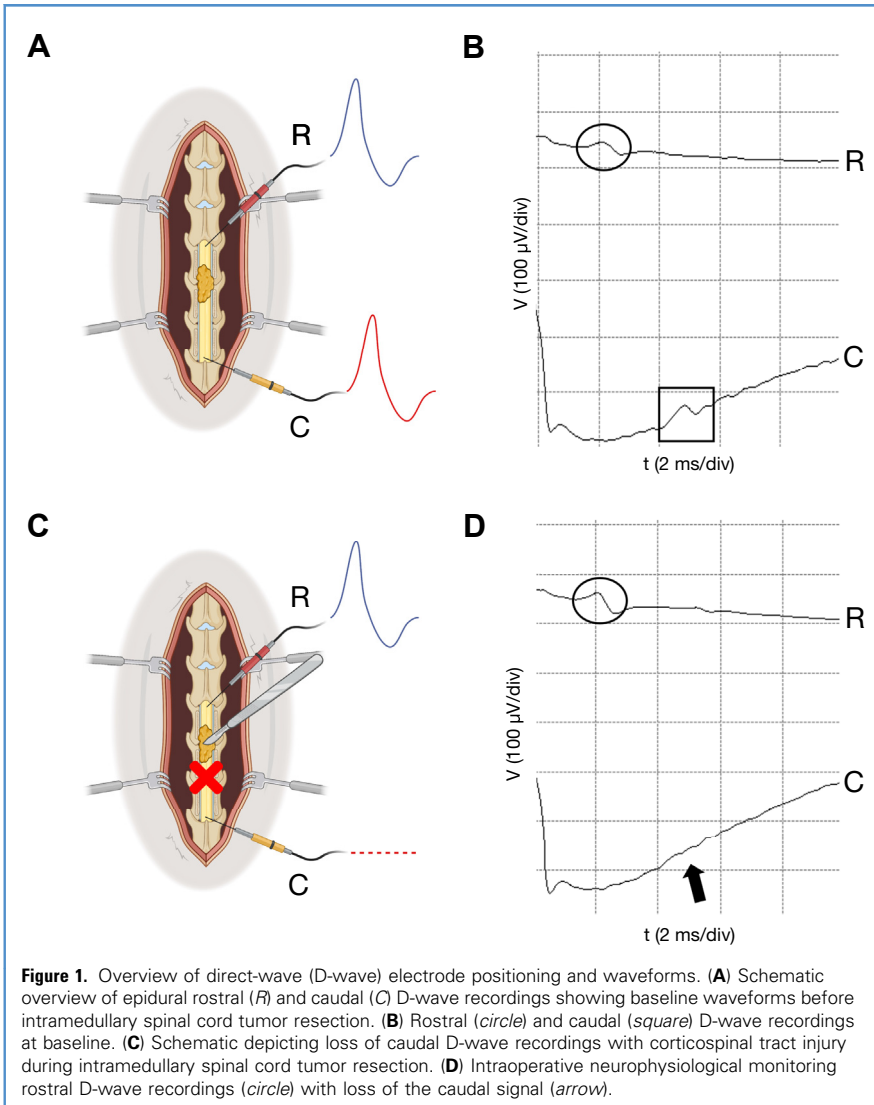 A
B
R
R
V (100 µV/div)
C
C
t (2 ms/div)
C
D
R
R
V (100 µV/div)
C
C
t (2 ms/div)
Figure 1. Overview of direct-wave (D-wave) electrode positioning and waveforms. (A) Schematic
overview of epidural rostral (R) and caudal (C) D-wave recordings showing baseline waveforms before
intramedullary spinal cord tumor resection. (B) Rostral (circle) and caudal (square) D-wave recordings
at baseline. (C) Schematic depicting loss of caudal D-wave recordings with corticospinal tract injury
during intramedullary spinal cord tumor resection. (D) Intraoperative neurophysiological monitoring
rostral D-wave recordings (circle) with loss of the caudal signal (arrow).